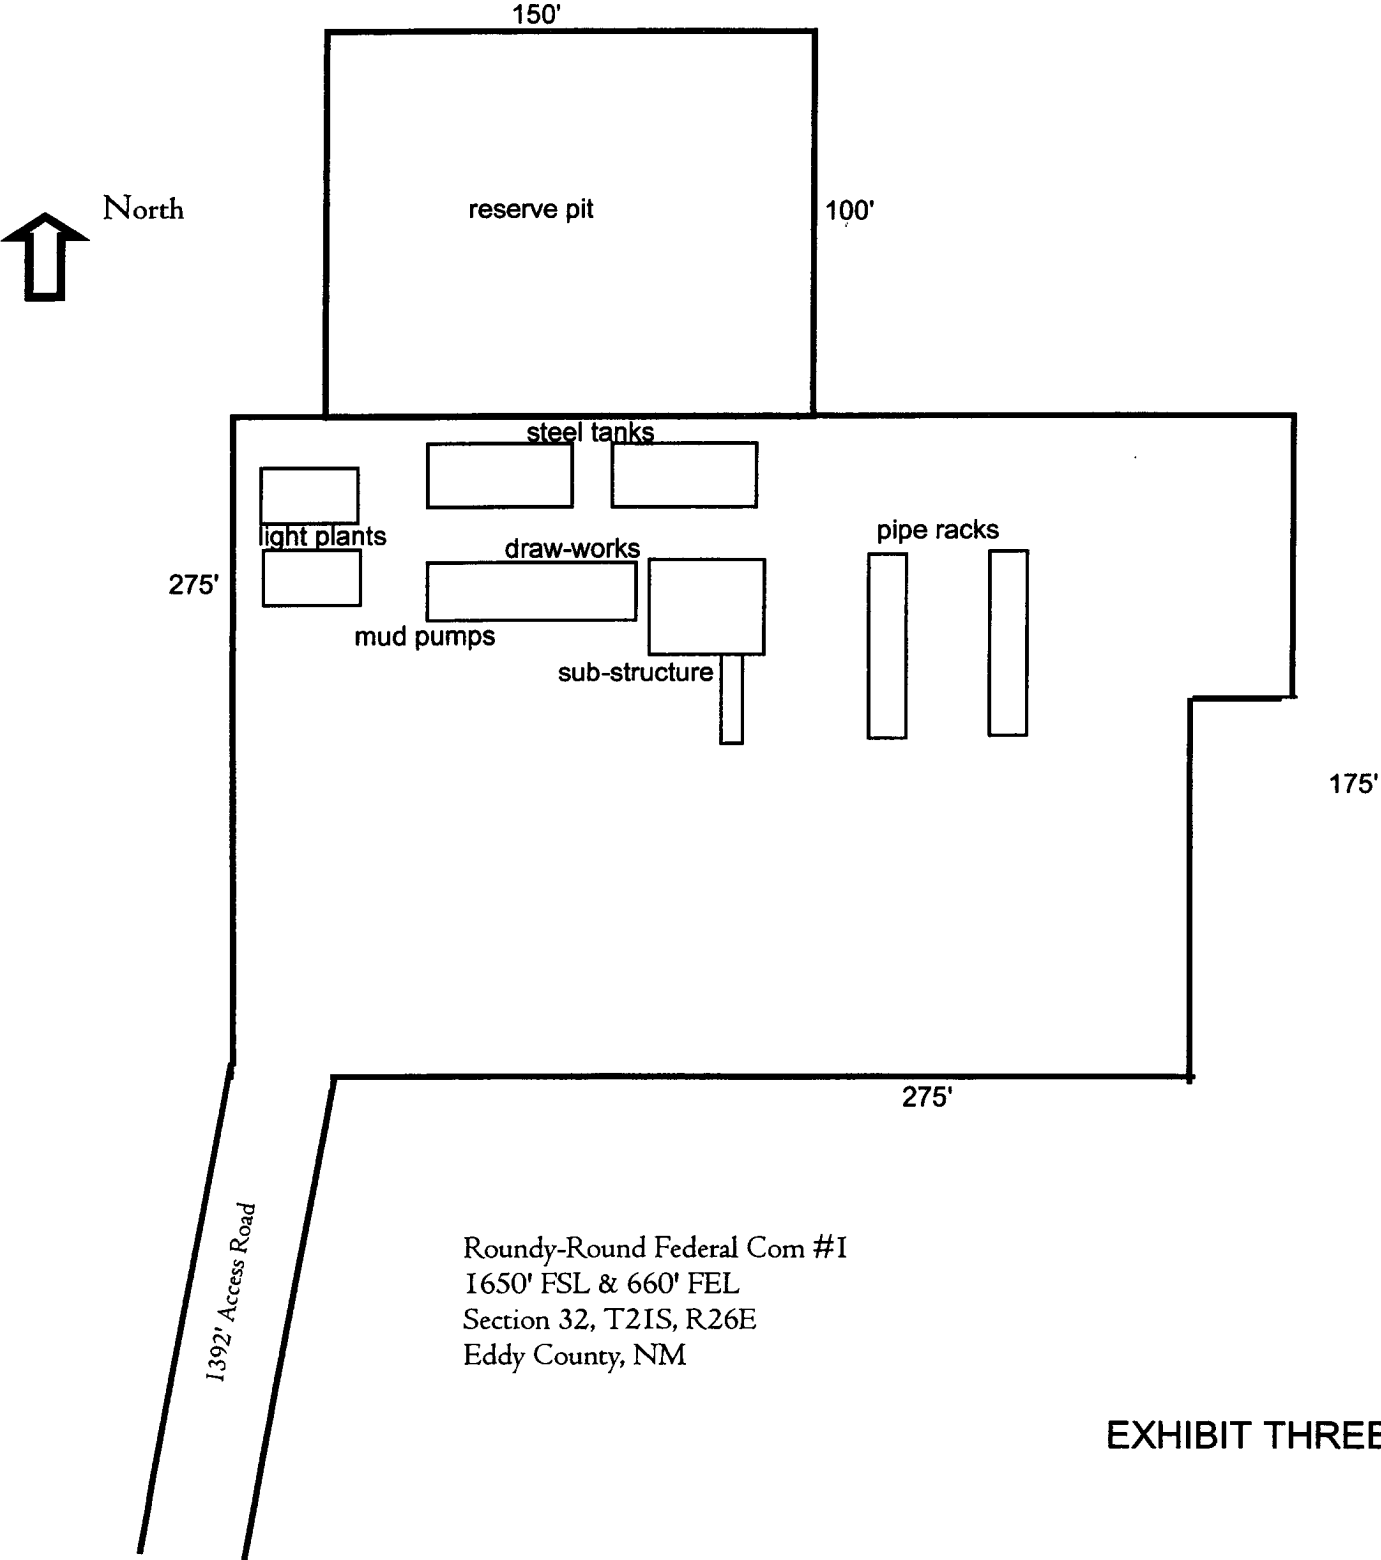 150'
North
reserve pit
100'
steel tanks
light plants
draw-works
pipe racks
275'
mud pumps
sub-structure
175'
275'
1392' Access Road
Roundy-Round Federal Com #1
1650' FSL & 660' FEL
Section 32, T21S, R26E
Eddy County, NM
EXHIBIT THREE